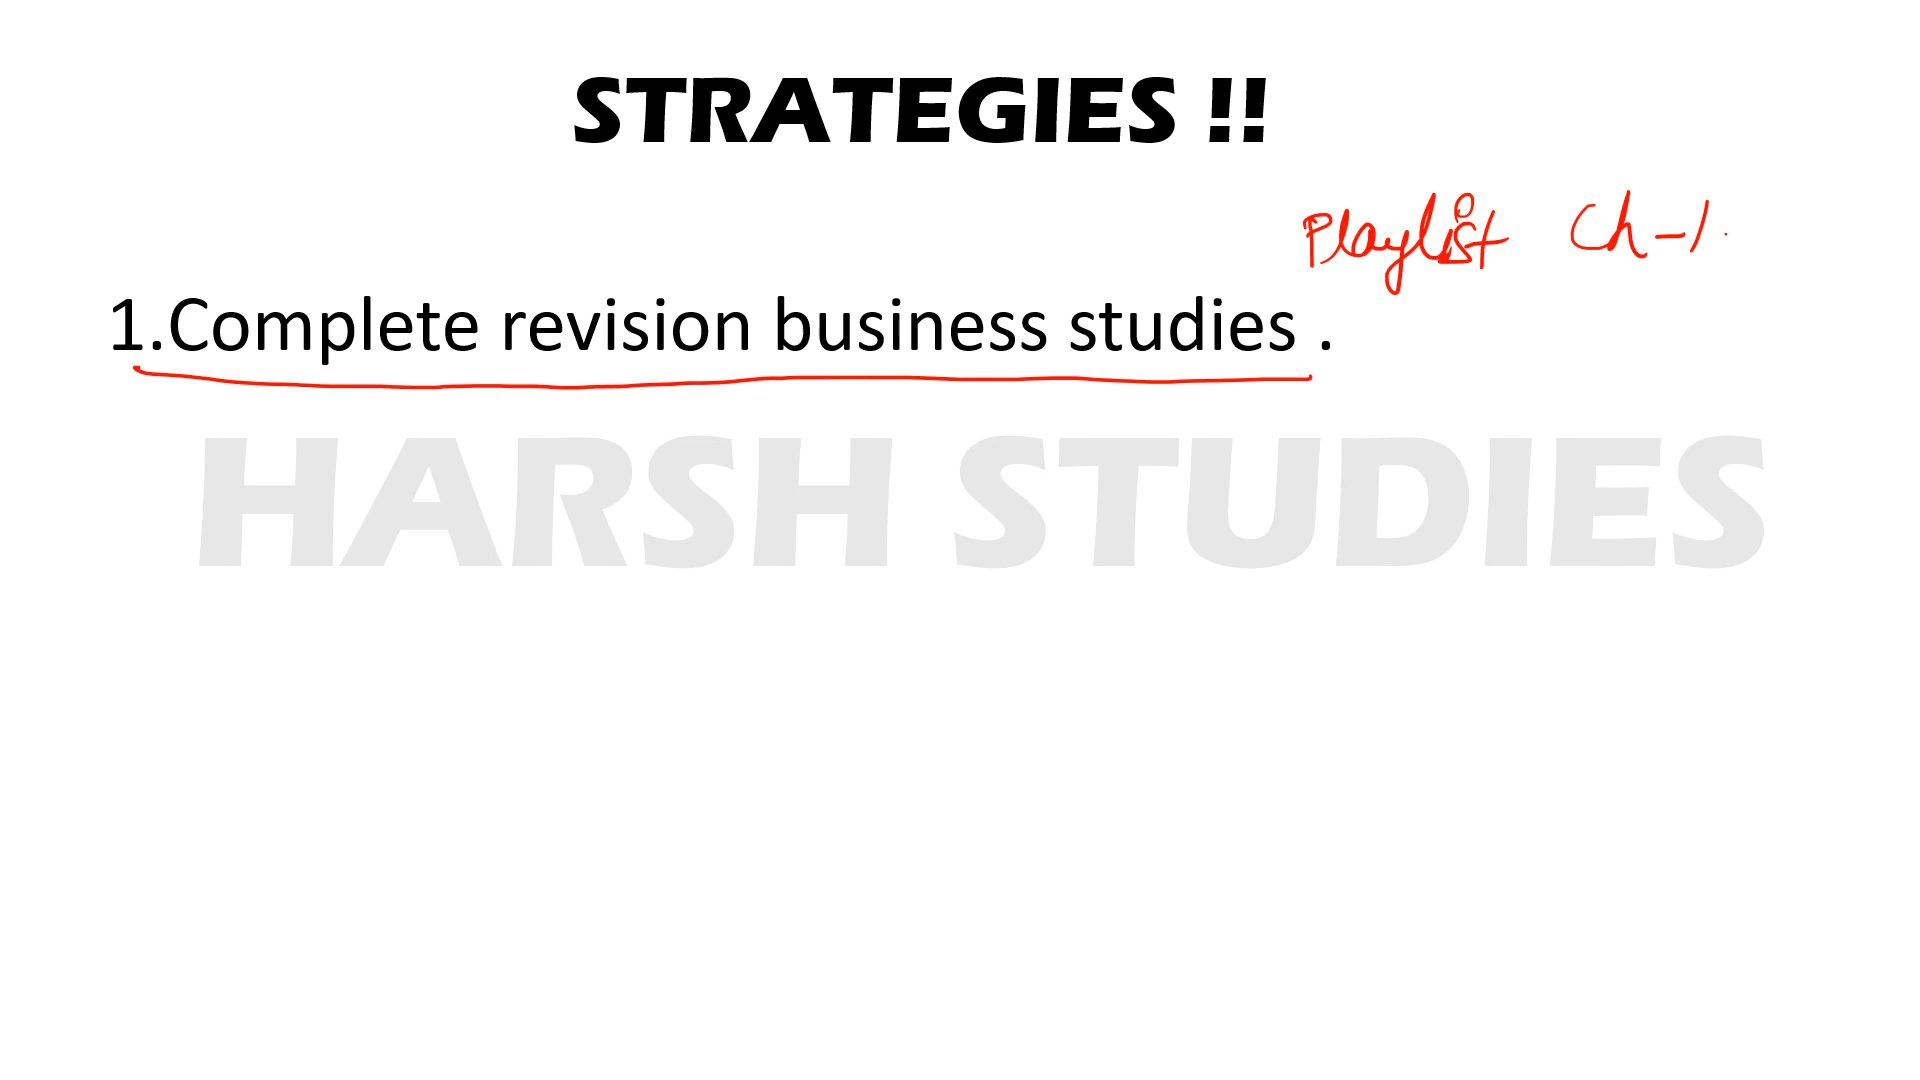 STRATEGIES !!
Playlist Ch-1
1.Complete revision business studies .
HARSH STUDIES